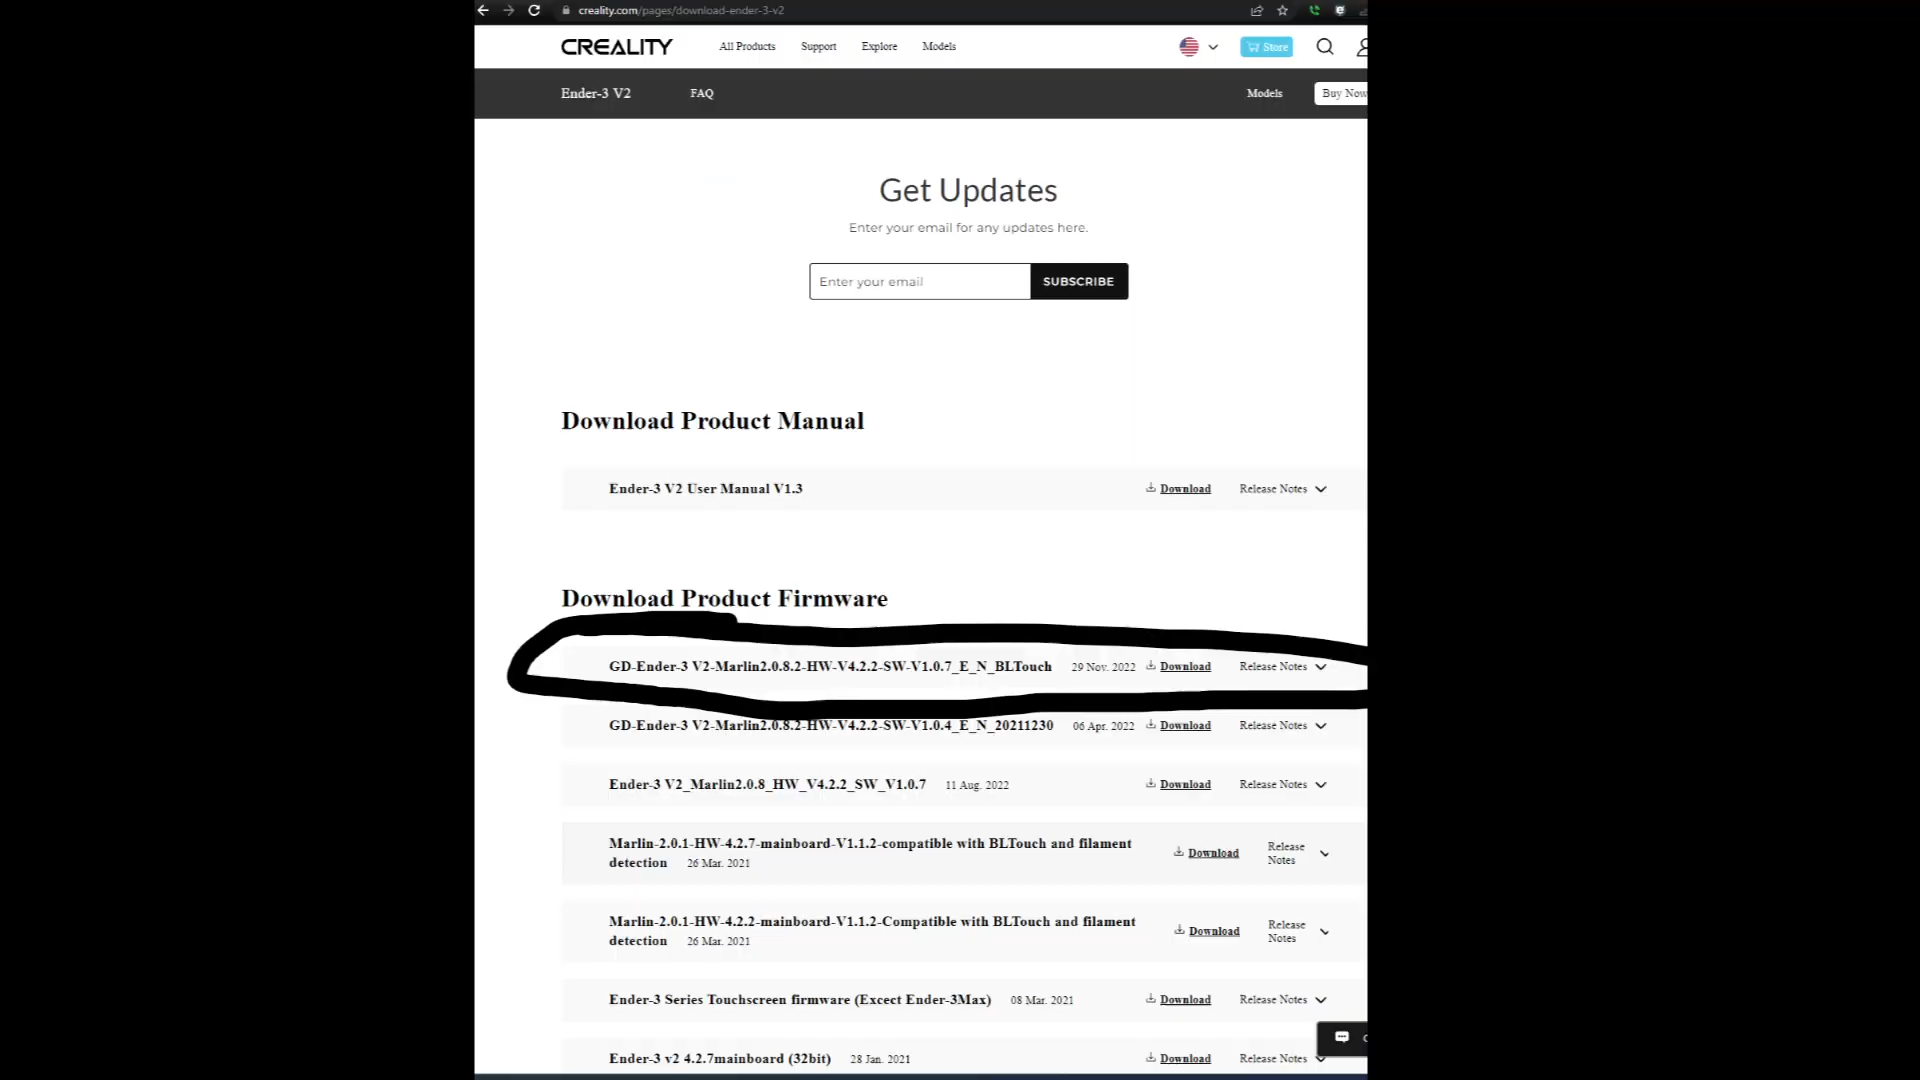 creality.com/pages/download-ender-3-v2
CREALITY All Products Support Explore Models Store
Ender-3 V2 FAQ Models Buy Now
Get Updates
Enter your email for any updates here.
Enter your email SUBSCRIBE
Download Product Manual
Ender-3 V2 User Manual V1.3 Download Release Notes
Download Product Firmware
GD-Ender-3 V2-Marlin2.0.8.2-HW-V4.2.2-SW-V1.0.7_E_N_BLTouch 29 Nov. 2022 Download Release Notes
GD-Ender-3 V2-Marlin2.0.8.2-HW-V4.2.2-SW-V1.0.4_E_N_20211230 06 Apr. 2022 Download Release Notes
Ender-3 V2_Marlin2.0.8_HW_V4.2.2_SW_V1.0.7 11 Aug. 2022 Download Release Notes
Marlin-2.0.1-HW-4.2.7-mainboard-V1.1.2-compatible with BLTouch and filament
detection 26 Mar. 2021 Download Release
Notes
Marlin-2.0.1-HW-4.2.2-mainboard-V1.1.2-Compatible with BLTouch and filament
detection 26 Mar. 2021 Download Release
Notes
Ender-3 Series Touchscreen firmware (Excect Ender-3Max) 08 Mar. 2021 Download Release Notes
Ender-3 v2 4.2.7mainboard (32bit) 28 Jan. 2021 Download Release Notes